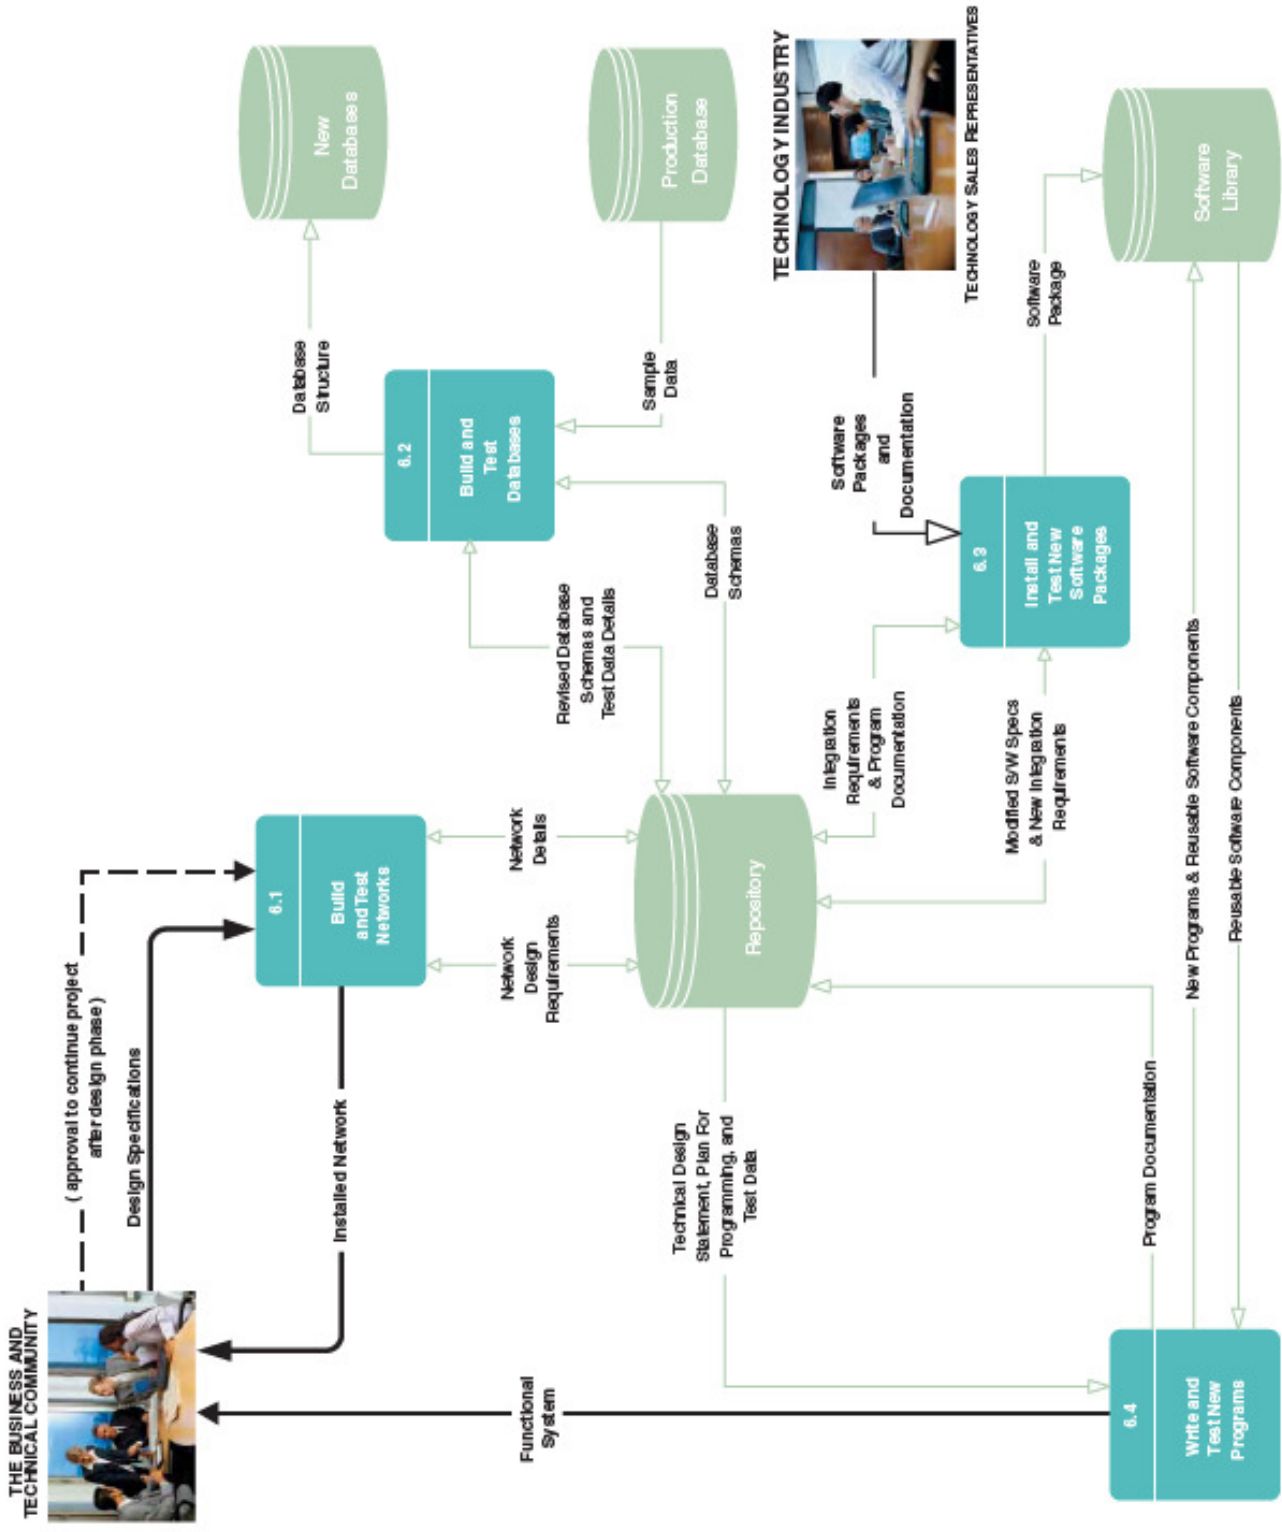 THE BUSINESS AND
TECHNICAL COMMUNITY
( approval to continue project
after design phase)
Design Specifications
Installed Network
6.1
Build
and Test
Networks
Database
Structure
New
Databases
6.2
Build and
Test
Databases
Sample
Data
Production
Database
Revised Database
Schemas and
Test Data Details
Database
Schemas
Network
Details
Network
Design
Requirements
Repository
Functional
System
Technical Design
Statement, Plan For
Programming, and
Test Data
TECHNOLOGY INDUSTRY
TECHNOLOGY SALES REPRESENTATIVES
Software
Packages
and
Documentation
Integration
Requirements
& Program
Documentation
6.3
Install and
Test New
Software
Packages
Software
Package
Modified S/W Specs
& New Integration
Requirements
Software
Library
Program Documentation
New Programs & Reusable Software Components
Reusable Software Components
6.4
Write and
Test New
Programs